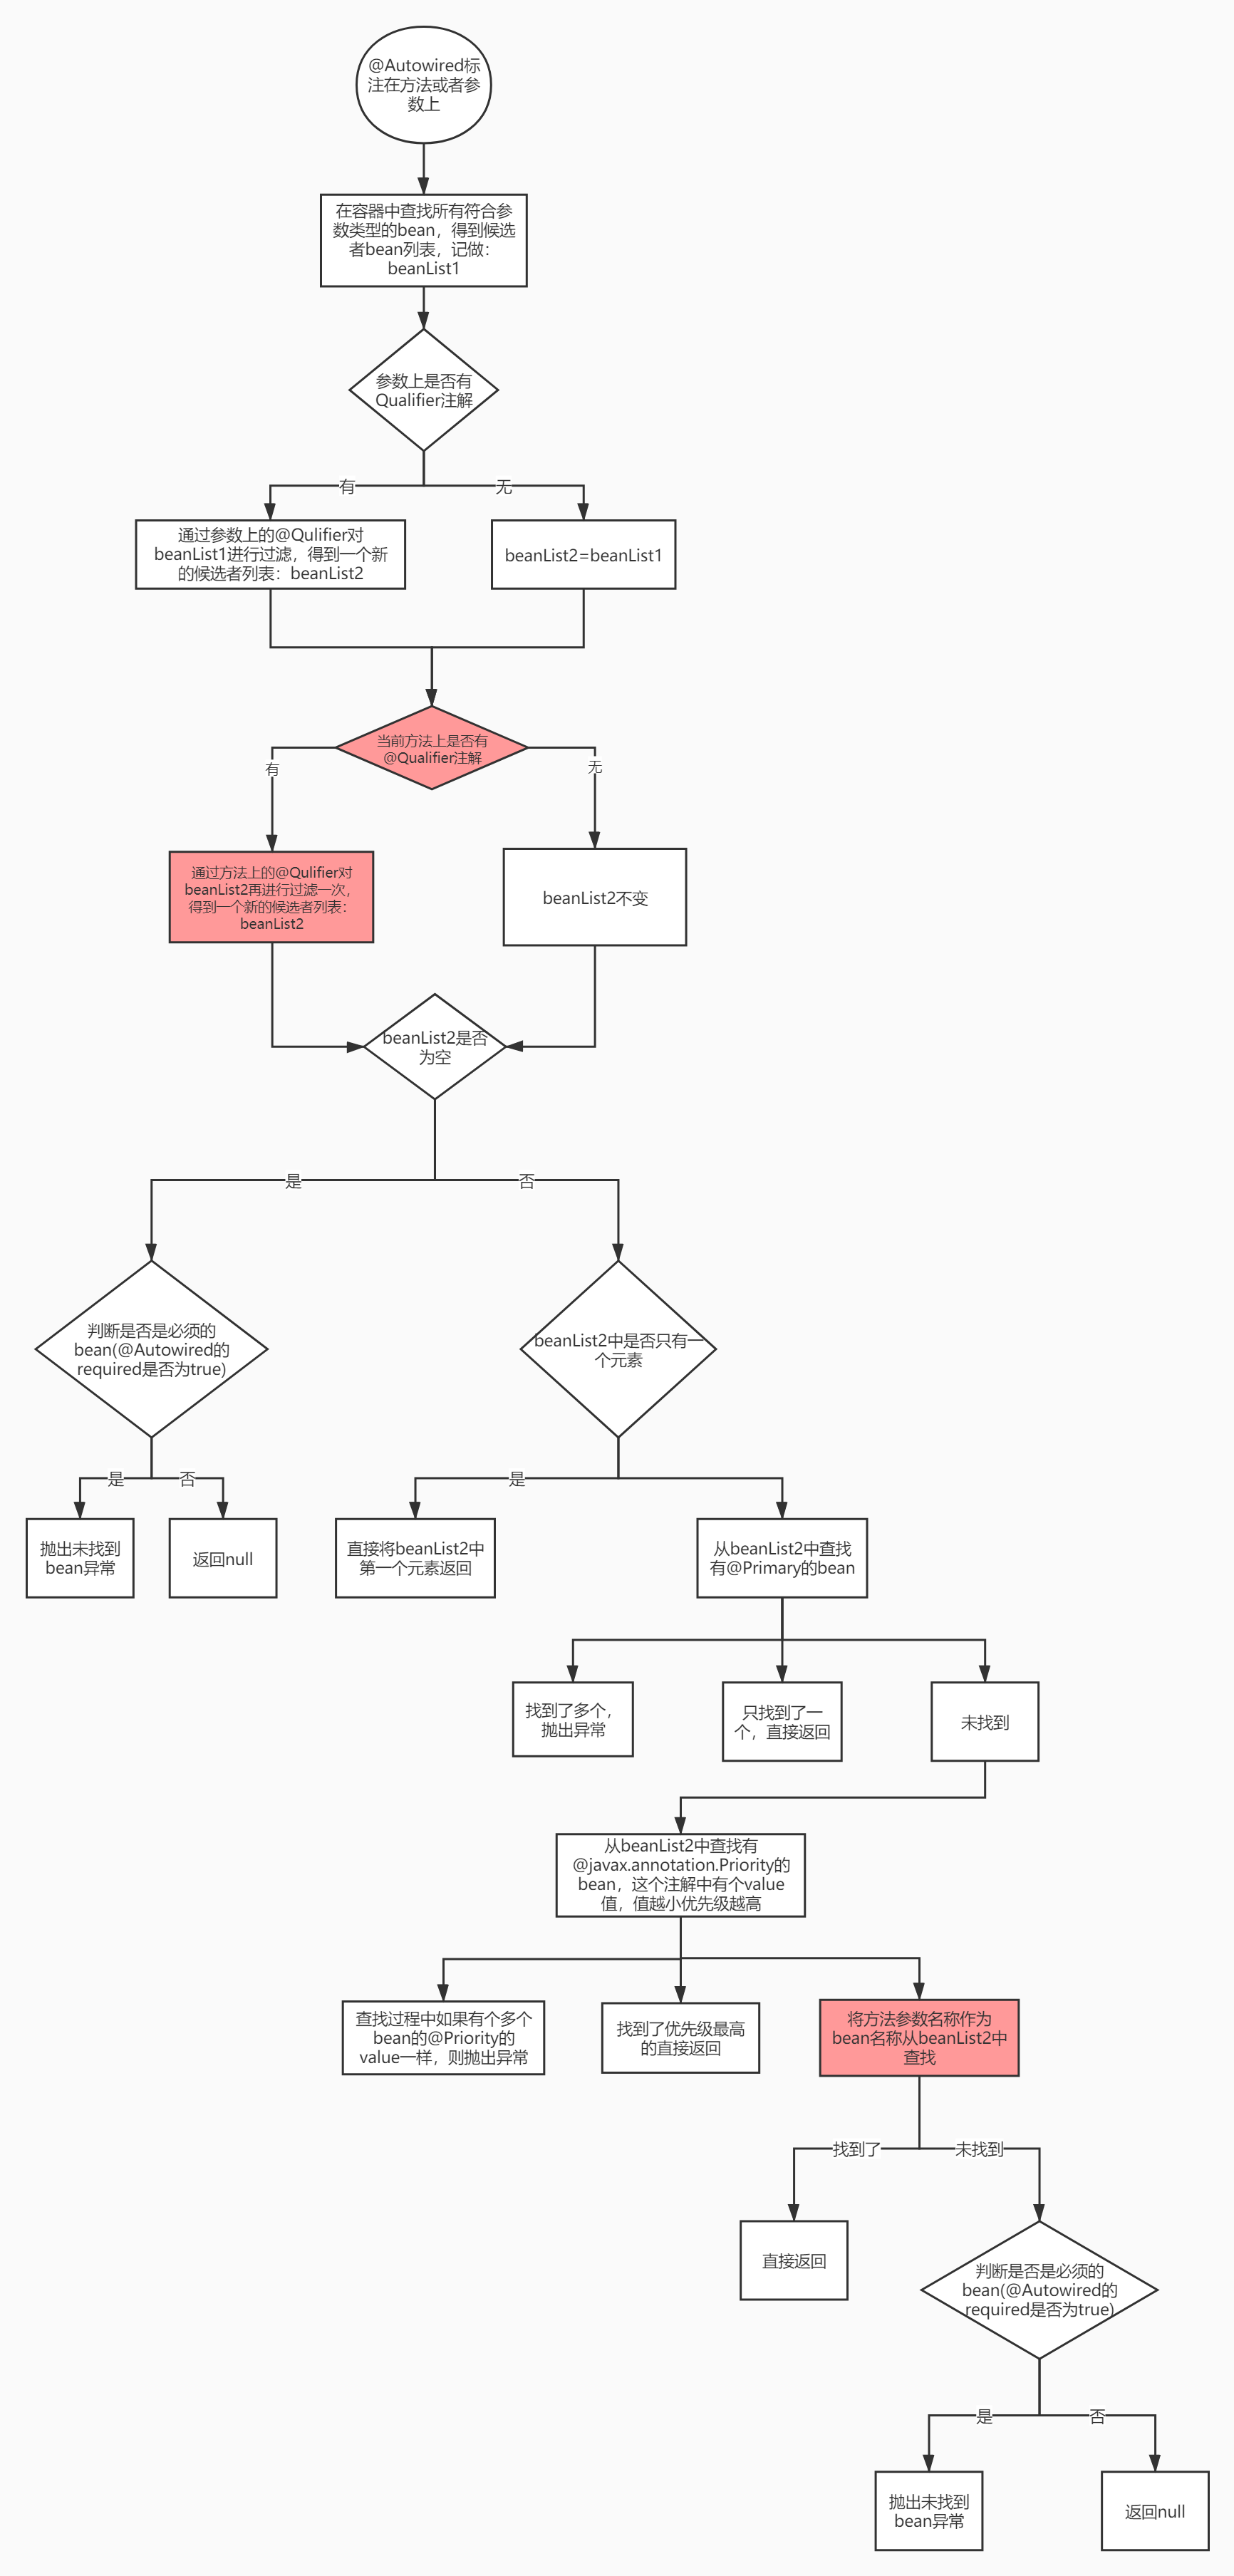 @Autowired标
注在方法或者参
数上
在容器中查找所有符合参
数类型的bean，得到候选
者bean列表，记做：
beanList1
参数上是否有
Qualifier注解
有
无
通过参数上的@Qulifier对
beanList1进行过滤，得到一个新
的候选者列表：beanList2
beanList2=beanList1
当前方法上是否有
@Qualifier注解
有
无
通过方法上的@Qulifier对
beanList2再进行过滤一次，
得到一个新的候选者列表：
beanList2
beanList2不变
beanList2是否
为空
是
否
判断是否是必须的
bean(@Autowired的
required是否为true)
beanList2中是否只有一
个元素
是
否
是
抛出未找到
bean异常
返回null
直接将beanList2中
第一个元素返回
从beanList2中查找
有@Primary的bean
找到了多个，
抛出异常
只找到了一
个，直接返回
未找到
从beanList2中查找有
@javax.annotation.Priority的
bean，这个注解中有个value
值，值越小优先级越高
查找过程中如果有个多个
bean的@Priority的
value一样，则抛出异常
找到了优先级最高
的直接返回
将方法参数名称作为
bean名称从beanList2中
查找
找到了
未找到
直接返回
判断是否是必须的
bean(@Autowired的
required是否为true)
是
否
抛出未找到
bean异常
返回null